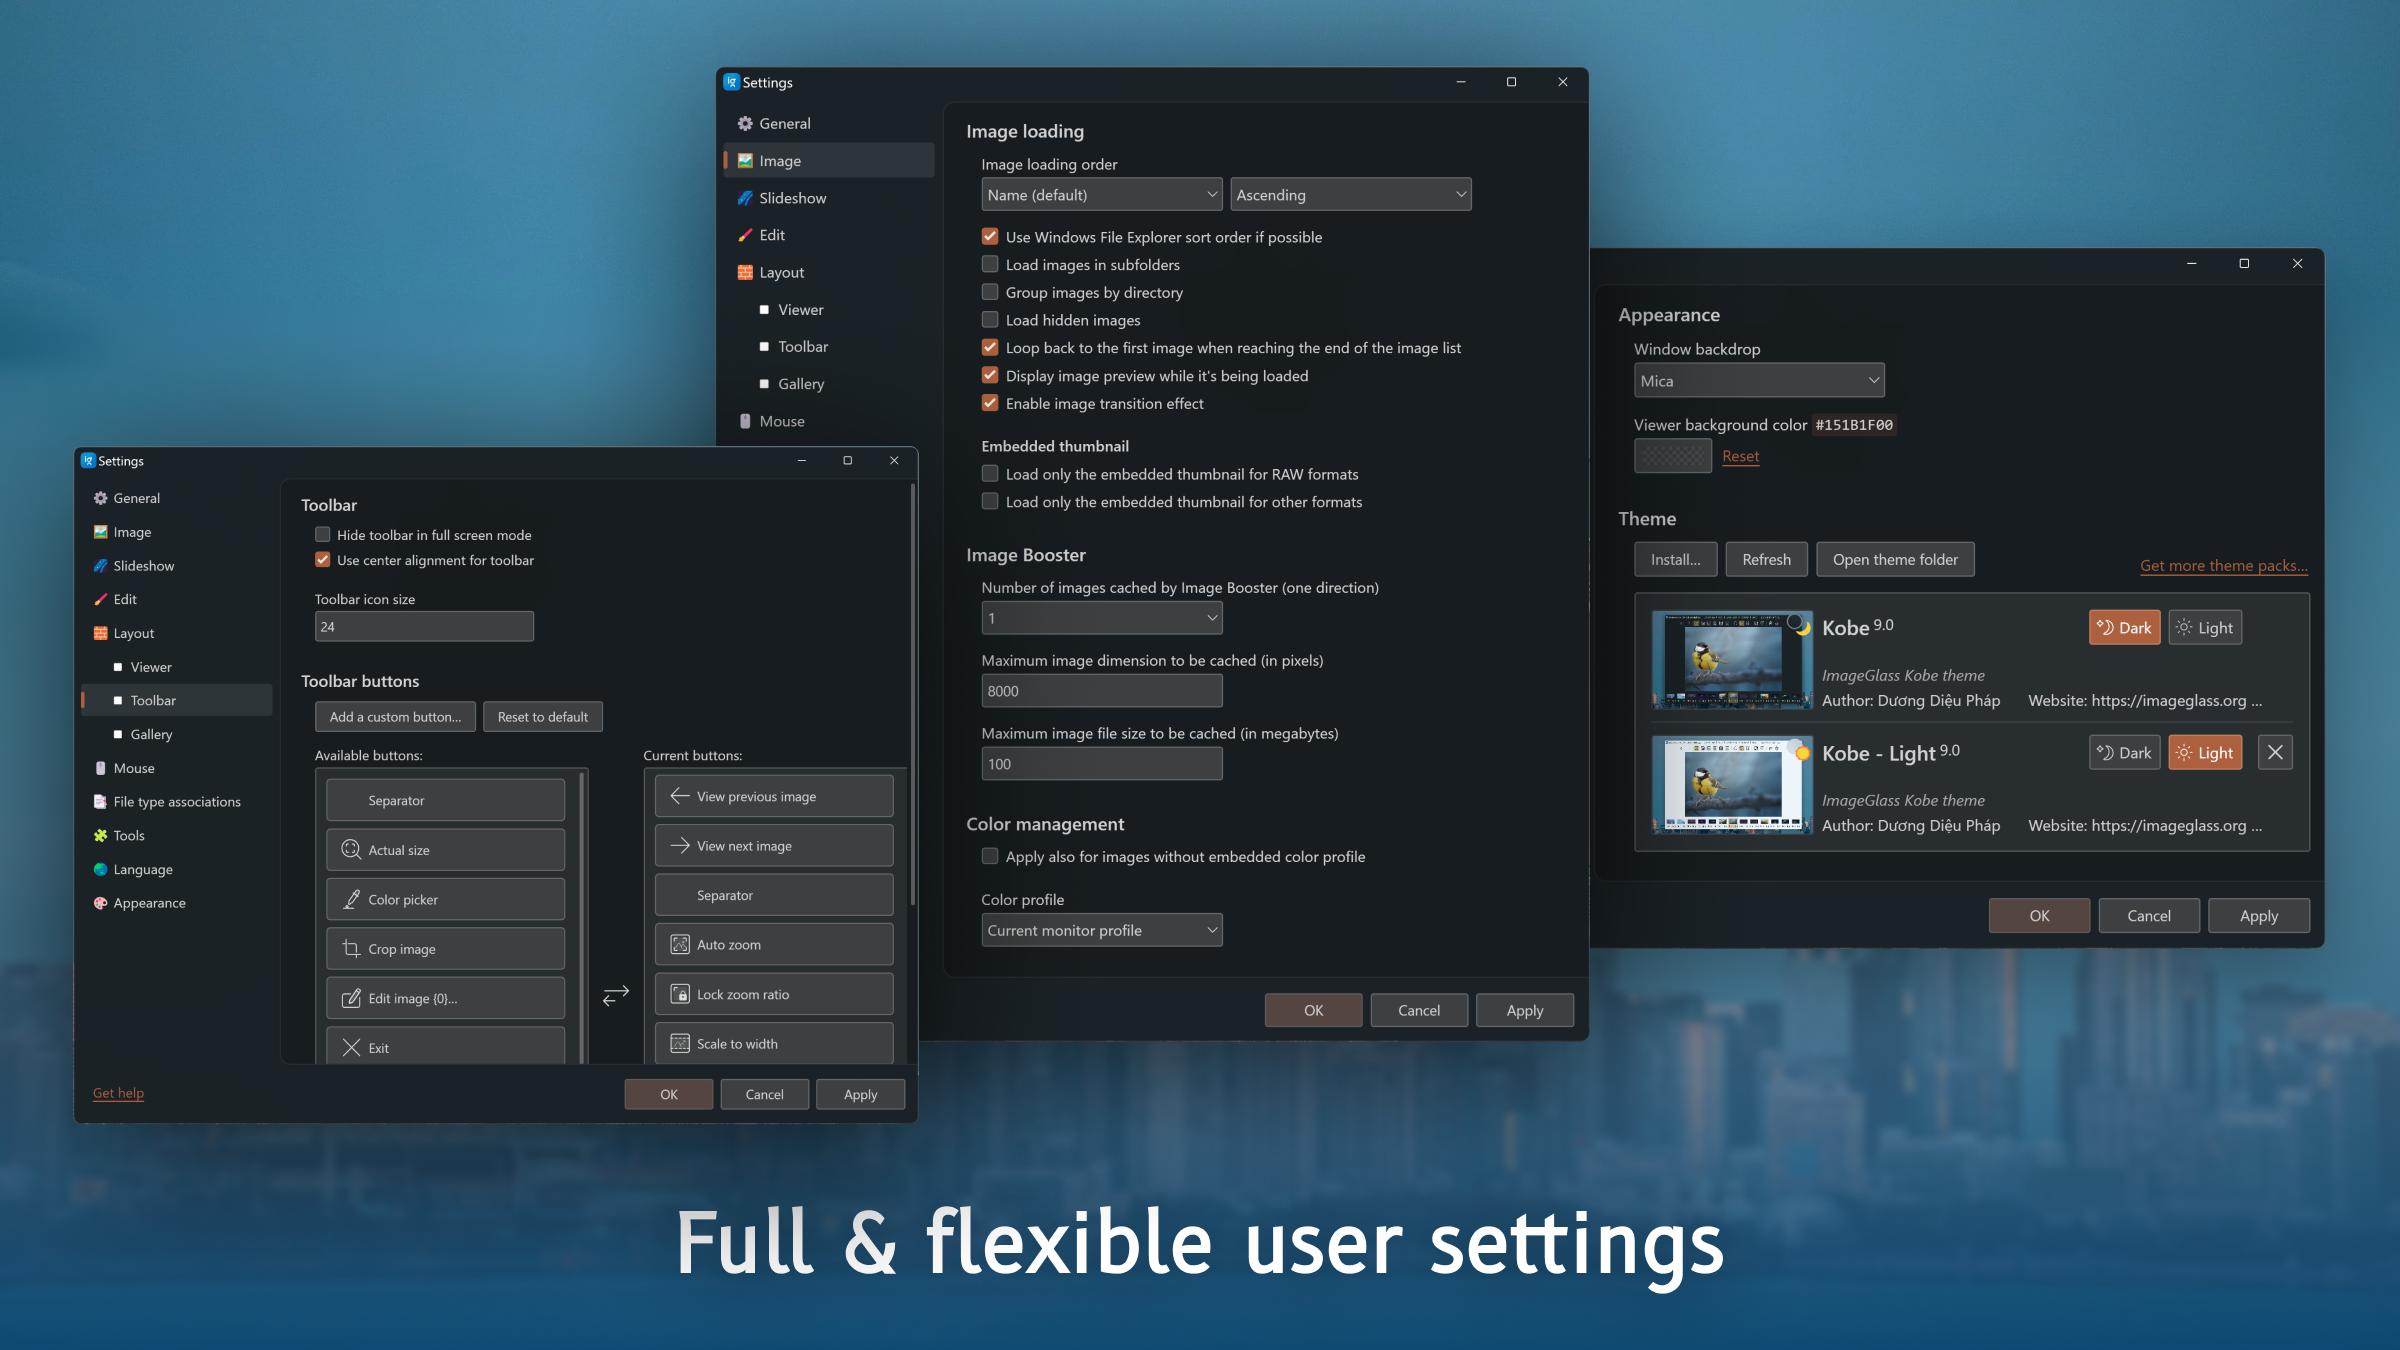 Settings
General
Image
Slideshow
Edit
Layout
Viewer
Toolbar
Gallery
Mouse
Image loading
Image loading order
Name (default) Ascending
Use Windows File Explorer sort order if possible
Load images in subfolders
Group images by directory
Load hidden images
Loop back to the first image when reaching the end of the image list
Display image preview while it's being loaded
Enable image transition effect
Embedded thumbnail
Load only the embedded thumbnail for RAW formats
Load only the embedded thumbnail for other formats
Image Booster
Number of images cached by Image Booster (one direction)
1
Maximum image dimension to be cached (in pixels)
8000
Maximum image file size to be cached (in megabytes)
100
Color management
Apply also for images without embedded color profile
Color profile
Current monitor profile
OK Cancel Apply
Settings
General
Image
Slideshow
Edit
Layout
Viewer
Toolbar
Gallery
Mouse
File type associations
Tools
Language
Appearance
Get help
Toolbar
Hide toolbar in full screen mode
Use center alignment for toolbar
Toolbar icon size
24
Toolbar buttons
Add a custom button... Reset to default
Available buttons:
Separator
Actual size
Color picker
Crop image
Edit image {0}...
Exit
Current buttons:
View previous image
View next image
Separator
Auto zoom
Lock zoom ratio
Scale to width
OK Cancel Apply
Appearance
Window backdrop
Mica
Viewer background color #151B1F00
Reset
Theme
Install... Refresh Open theme folder Get more theme packs...
Kobe 9.0 Dark Light
ImageGlass Kobe theme
Author: Dương Diệu Pháp Website: https://imageglass.org ...
Kobe - Light 9.0 Dark Light
ImageGlass Kobe theme
Author: Dương Diệu Pháp Website: https://imageglass.org ...
OK Cancel Apply
Full & flexible user settings